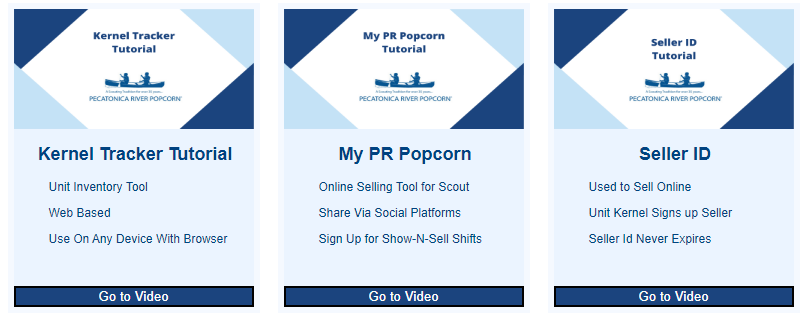 Kernel Tracker
Tutorial
PECATONICA RIVER POPCORN
Kernel Tracker Tutorial
Unit Inventory Tool
Web Based
Use On Any Device With Browser
Go to Video
My PR Popcorn
Tutorial
PECATONICA RIVER POPCORN
My PR Popcorn
Online Selling Tool for Scout
Share Via Social Platforms
Sign Up for Show-N-Sell Shifts
Go to Video
Seller ID
Tutorial
PECATONICA RIVER POPCORN
Seller ID
Used to Sell Online
Unit Kernel Signs up Seller
Seller Id Never Expires
Go to Video